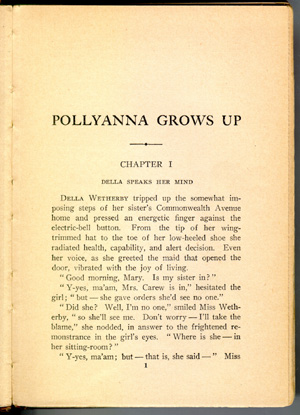 POLLYANNA GROWS UP
CHAPTER I
DELLA SPEAKS HER MIND
DELLA WETHERBY tripped up the somewhat im-
posing steps of her sister's Commonwealth Avenue
home and pressed an energetic finger against the
electric-bell button. From the tip of her wing-
trimmed hat to the toe of her low-heeled shoe she
radiated health, capability, and alert decision. Even
her voice, as she greeted the maid that opened the
door, vibrated with the joy of living.
"Good morning, Mary. Is my sister in?"
"Y-yes, ma'am, Mrs. Carew is in," hesitated the
girl; "but — she gave orders she'd see no one."
"Did she? Well, I'm no one," smiled Miss Weth-
erby, "so she'll see me. Don't worry — I'll take the
blame," she nodded, in answer to the frightened re-
monstrance in the girl's eyes. "Where is she — in
her sitting-room?"
"Y-yes, ma'am; but — that is, she said —" Miss
1